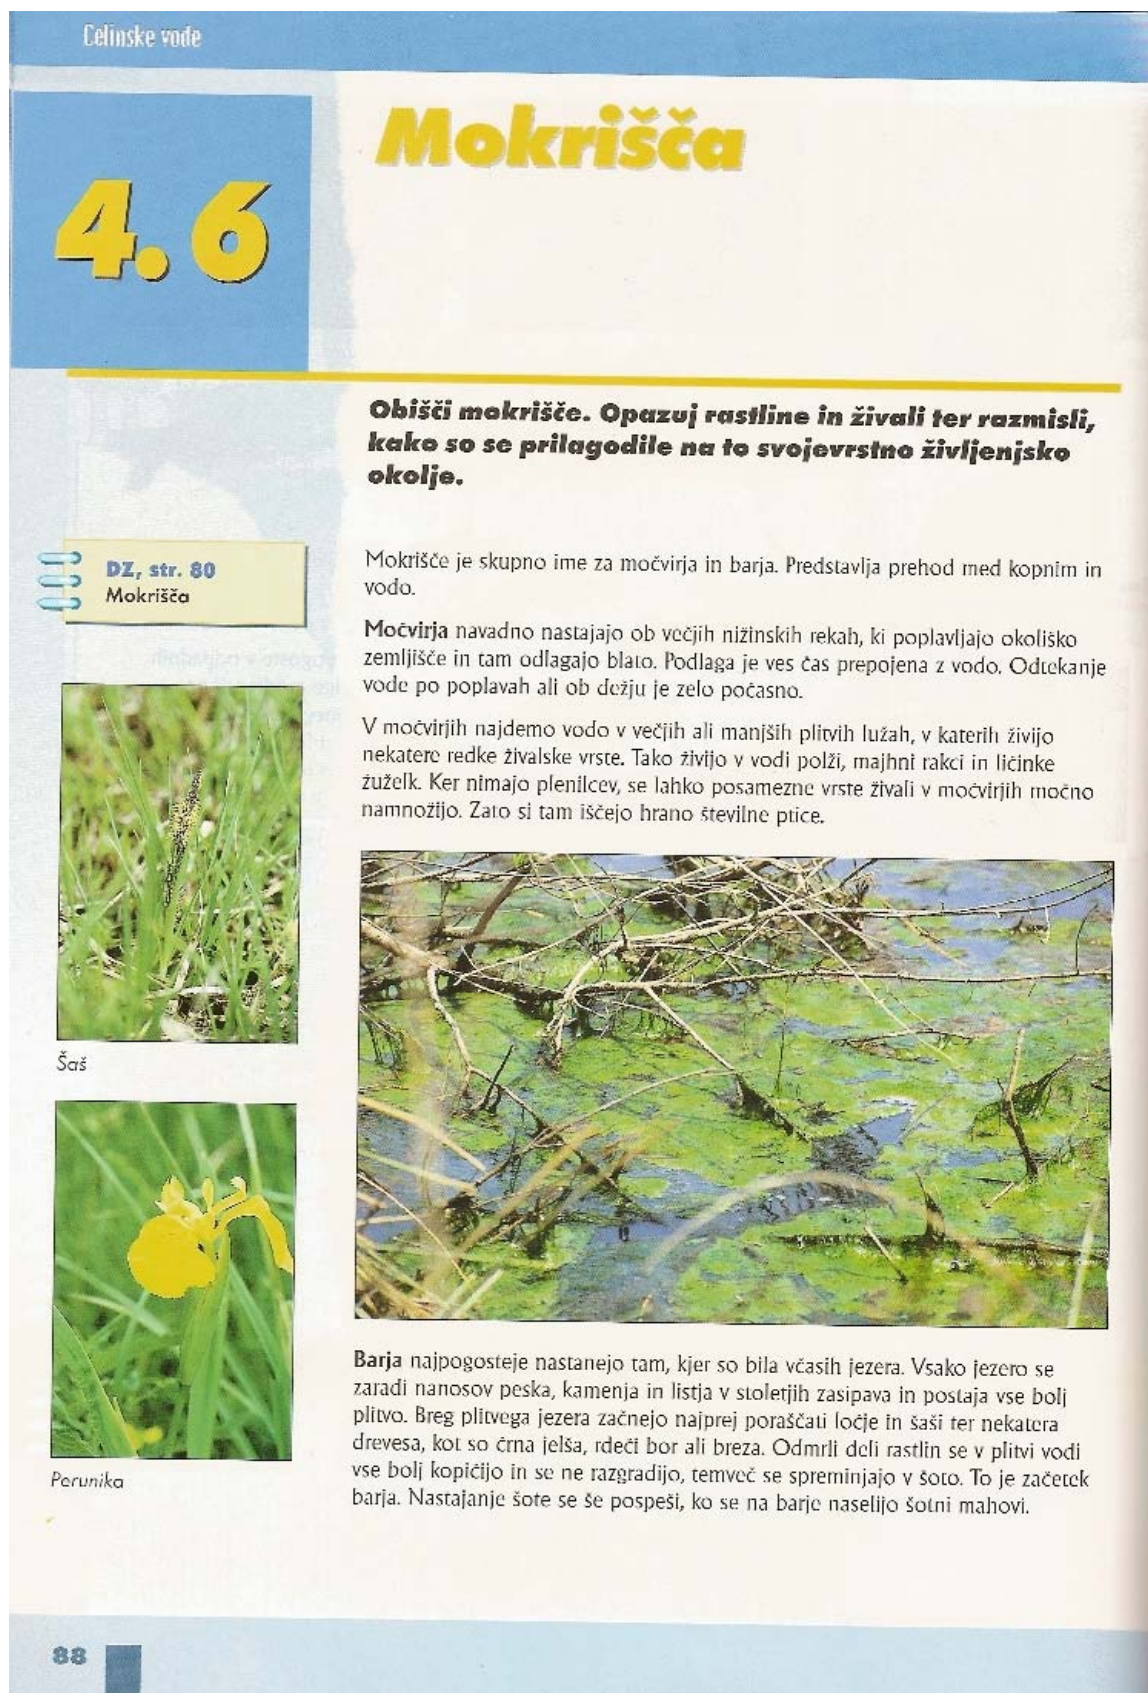 Celinske vode
4.6
Mokrišča
Obišči mokrišče. Opazuj rastline in živali ter razmisli,
kako so se prilagodile na to svojevrstno življenjsko
okolje.
DZ, str. 80
Mokrišča
Mokrišče je skupno ime za močvirja in barja. Predstavlja prehod med kopnim in
vodo.
Močvirja navadno nastajajo ob večjih nižinskih rekah, ki poplavljajo okoliško
zemljišče in tam odlagajo blato. Podlaga je ves čas prepojena z vodo. Odtekanje
vode po poplavah ali ob dežju je zelo počasno.
V močvirjih najdemo vodo v večjih ali manjših plitvih lužah, v katerih živijo
nekatere redke živalske vrste. Tako živijo v vodi polži, majhni rakci in ličinke
žuželk. Ker nimajo plenilcev, se lahko posamezne vrste živali v močvirjih močno
namnožijo. Zato si tam iščejo hrano številne ptice.
Šaš
Perunika
Barja najpogosteje nastanejo tam, kjer so bila včasih jezera. Vsako jezero se
zaradi nanosov peska, kamenja in listja v stoletjih zasipava in postaja vse bolj
plitvo. Breg plitvega jezera začnejo najprej poraščati ločje in šaši ter nekatera
drevesa, kot so črna jelša, rdeči bor ali breza. Odmrli deli rastlin se v plitvi vodi
vse bolj kopičijo in se ne razgradijo, temveč se spreminjajo v šoto. To je začetek
barja. Nastajanje šote se še pospeši, ko se na barje naselijo šotni mahovi.
88